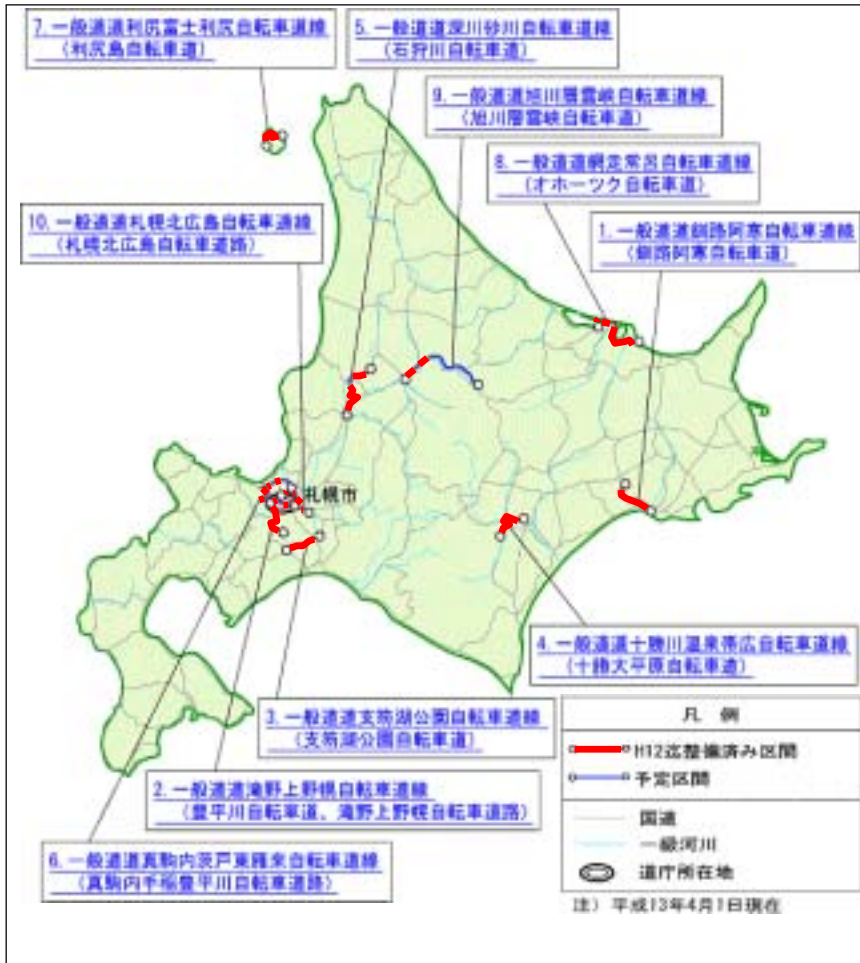 7. 一般道道利尻富士利尻自転車道線
(利尻島自転車道)
5. 一般道道深川砂川自転車道線
(石狩川自転車道)
9. 一般道道旭川層雲峡自転車道線
(旭川層雲峡自転車道)
8. 一般道道網走常呂自転車道線
(オホーツク自転車道)
10. 一般道道札幌北広島自転車道線
(札幌北広島自転車道路)
1. 一般道道釧路阿寒自転車道線
(釧路阿寒自転車道)
札幌市
4. 一般道道十勝川温泉帯広自転車道線
(十勝大平原自転車道)
3. 一般道道支笏湖公園自転車道線
(支笏湖公園自転車道)
2. 一般道道滝野上野幌自転車道線
(豊平川自転車道、滝野上野幌自転車道路)
6. 一般道道真駒内茨戸東雁来自転車道線
(真駒内手稲豊平川自転車道路)
凡 例
H12迄整備済み区間
予定区間
国道
一級河川
道庁所在地
注) 平成13年4月1日現在